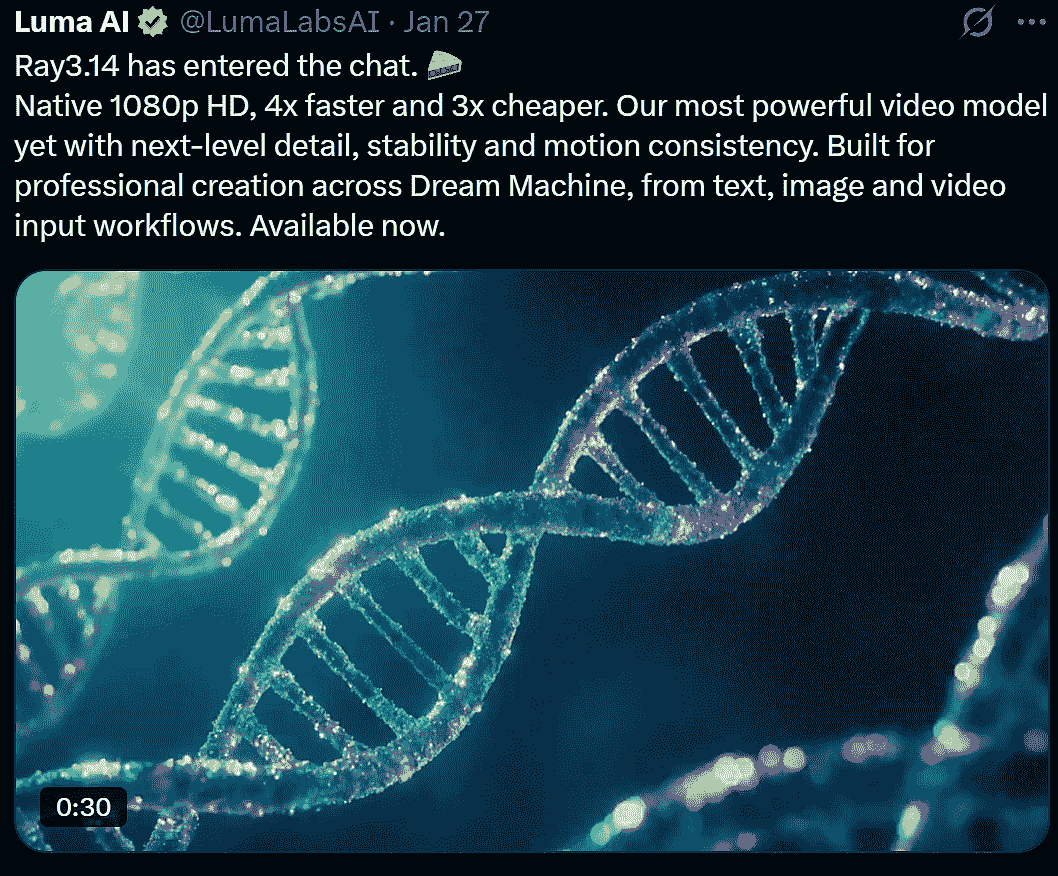 Luma AI @LumaLabsAI · Jan 27
Ray3.14 has entered the chat. 🥧
Native 1080p HD, 4x faster and 3x cheaper. Our most powerful video model
yet with next-level detail, stability and motion consistency. Built for
professional creation across Dream Machine, from text, image and video
input workflows. Available now.
0:30